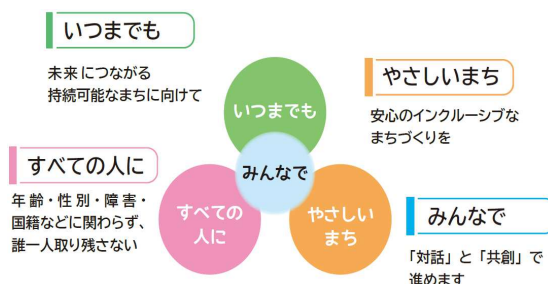 いつまでも
未来につながる
持続可能なまちに向けて
やさしいまち
安心のインクルーシブな
まちづくりを
すべての人に
年齢・性別・障害・
国籍などに関わらず、
誰一人取り残さない
みんなで
「対話」と「共創」で
進めます
いつまでも
みんなで
すべての
人に
やさしい
まち